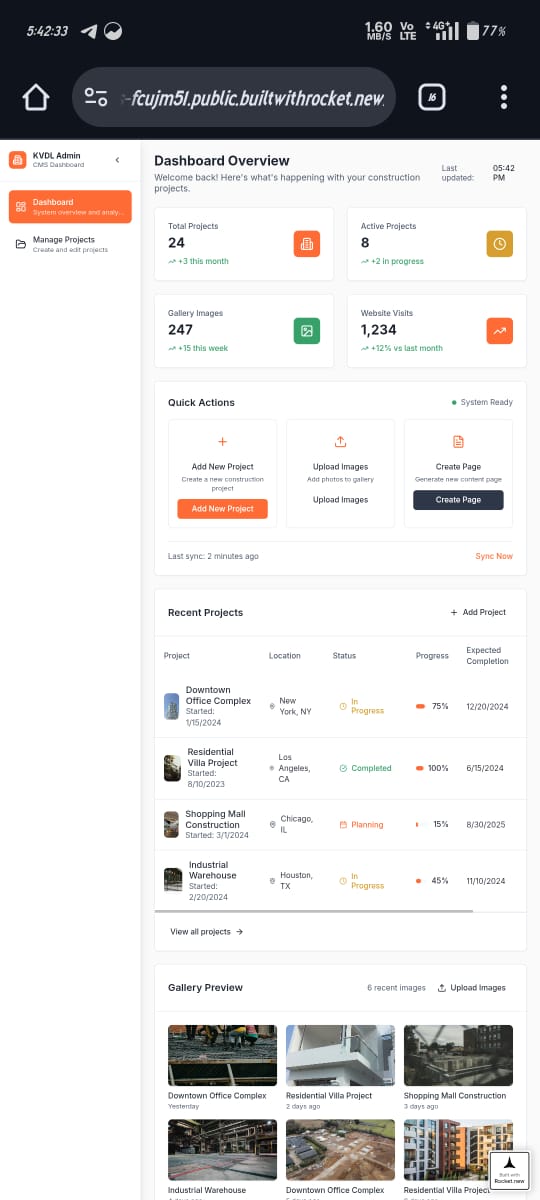 5:42:33
1.60 MB/S Vo LTE 4G+ 77%
-fcujm5l.public.builtwithrocket.new
16
KVDL Admin
CMS Dashboard
Dashboard
System overview and analy...
Manage Projects
Create and edit projects
Dashboard Overview
Welcome back! Here's what's happening with your construction
projects.
Last
updated:
05:42
PM
Total Projects
24
+3 this month
Active Projects
8
+2 in progress
Gallery Images
247
+15 this week
Website Visits
1,234
+12% vs last month
Quick Actions
System Ready
Add New Project
Create a new construction
project
Add New Project
Upload Images
Add photos to gallery
Upload Images
Create Page
Generate new content page
Create Page
Last sync: 2 minutes ago
Sync Now
Recent Projects
+ Add Project
Project Location Status Progress Expected
Completion
Downtown
Office Complex
Started:
1/15/2024
New
York, NY
In
Progress
75%
12/20/2024
Residential
Villa Project
Started:
8/10/2023
Los
Angeles,
CA
Completed
100%
6/15/2024
Shopping Mall
Construction
Started: 3/1/2024
Chicago,
IL
Planning
15%
8/30/2025
Industrial
Warehouse
Started:
2/20/2024
Houston,
TX
In
Progress
45%
11/10/2024
View all projects →
Gallery Preview
6 recent images
Upload Images
Downtown Office Complex
Yesterday
Residential Villa Project
2 days ago
Shopping Mall Construction
3 days ago
Industrial Warehouse
Downtown Office Complex
Residential Villa Project
Built with
Rocket.new